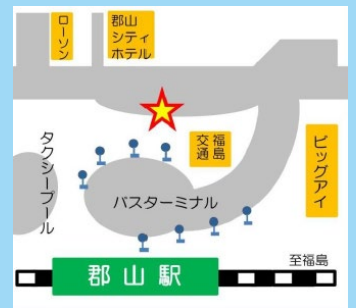 ローソン
郡山
シティ
ホテル
福島
交通
ビッグアイ
タクシープール
バスターミナル
至福島
郡山駅